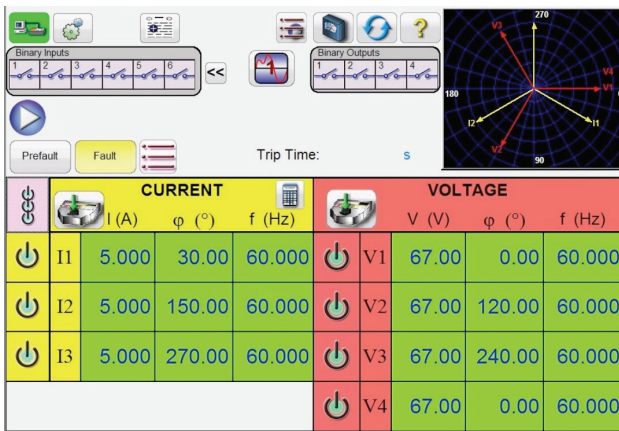 270
V3
Binary Inputs
1 2 3 4 5 6
<<
Binary Outputs
1 2 3 4
V4
V1
180
I2
I1
V2
90
Prefault
Fault
Trip Time: s
CURRENT
I (A) φ (°) f (Hz)
VOLTAGE
V (V) φ (°) f (Hz)
I1 5.000 30.00 60.000 V1 67.00 0.00 60.000
I2 5.000 150.00 60.000 V2 67.00 120.00 60.000
I3 5.000 270.00 60.000 V3 67.00 240.00 60.000
V4 67.00 0.00 60.000